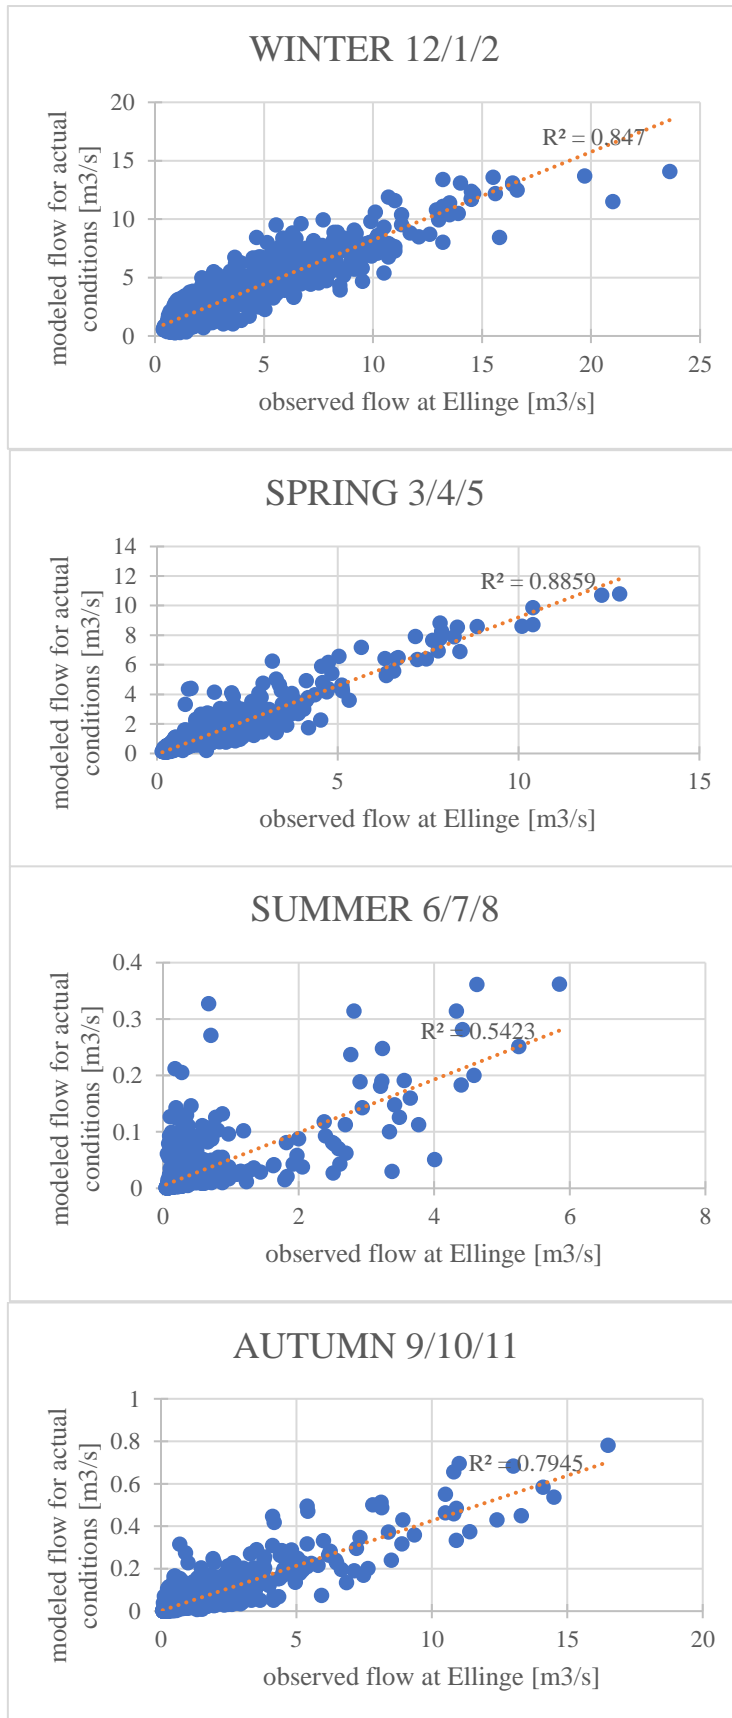 WINTER 12/1/2
modeled flow for actual
conditions [m3/s]
20
15
10
5
0
R² = 0.847
0 5 10 15 20 25
observed flow at Ellinge [m3/s]
SPRING 3/4/5
modeled flow for actual
conditions [m3/s]
14
12
10
8
6
4
2
0
R² = 0.8859
0 5 10 15
observed flow at Ellinge [m3/s]
SUMMER 6/7/8
modeled flow for actual
conditions [m3/s]
0.4
0.3
0.2
0.1
0
R² = 0.5423
0 2 4 6 8
observed flow at Ellinge [m3/s]
AUTUMN 9/10/11
modeled flow for actual
conditions [m3/s]
1
0.8
0.6
0.4
0.2
0
R² = 0.7945
0 5 10 15 20
observed flow at Ellinge [m3/s]